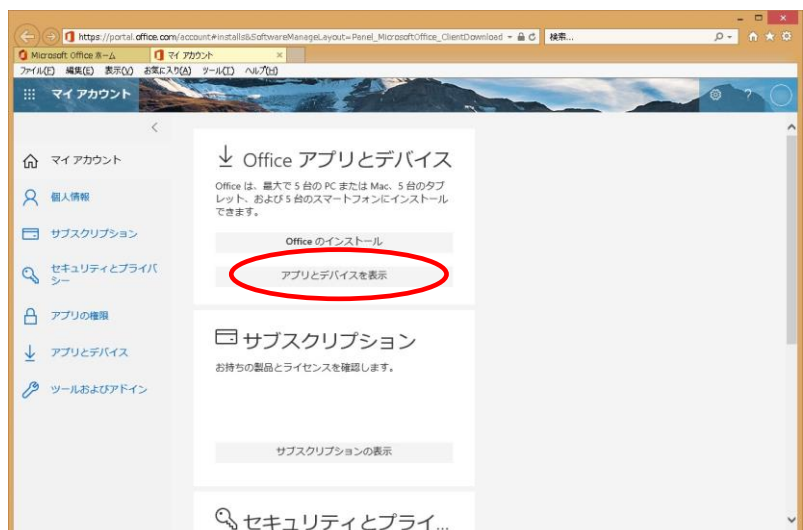 https://portal.office.com/account#installs&SoftwareManageLayout=Panel_MicrosoftOffice_ClientDownload
検索...
Microsoft Office ホーム
マイ アカウント
ファイル(F) 編集(E) 表示(V) お気に入り(A) ツール(T) ヘルプ(H)
マイ アカウント
マイ アカウント
個人情報
サブスクリプション
セキュリティとプライバ
シー
アプリの権限
アプリとデバイス
ツールおよびアドイン
Office アプリとデバイス
Office は、最大で 5 台の PC または Mac、5 台のタブ
レット、および 5 台のスマートフォンにインストール
できます。
Office のインストール
アプリとデバイスを表示
サブスクリプション
お持ちの製品とライセンスを確認します。
サブスクリプションの表示
セキュリティとプライ...